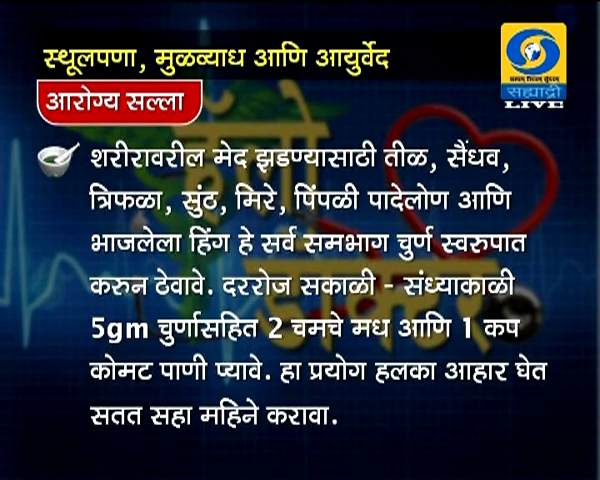 स्थूलपणा, मुळव्याध आणि आयुर्वेद
आरोग्य सल्ला
सह्याद्री
LIVE
हॅलो
डॉक्टर
शरीरावरील मेद झडण्यासाठी तीळ, सैंधव,
त्रिफळा, सुंठ, मिरे, पिंपळी पादेलोण आणि
भाजलेला हिंग हे सर्व समभाग चुर्ण स्वरुपात
करुन ठेवावे. दररोज सकाळी - संध्याकाळी
5gm चुर्णासहित 2 चमचे मध आणि 1 कप
कोमट पाणी प्यावे. हा प्रयोग हलका आहार घेत
सतत सहा महिने करावा.